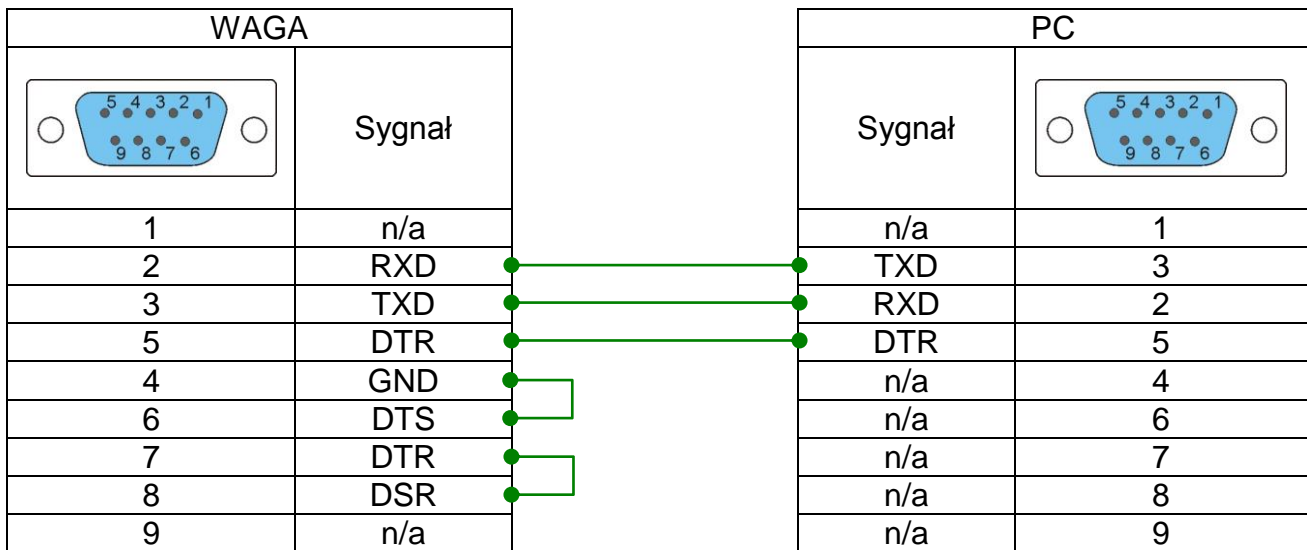 WAGA PC
5 4 3 2 1
9 8 7 6
Sygnał Sygnał
5 4 3 2 1
9 8 7 6
1 n/a n/a 1
2 RXD TXD 3
3 TXD RXD 2
5 DTR DTR 5
4 GND n/a 4
6 DTS n/a 6
7 DTR n/a 7
8 DSR n/a 8
9 n/a n/a 9